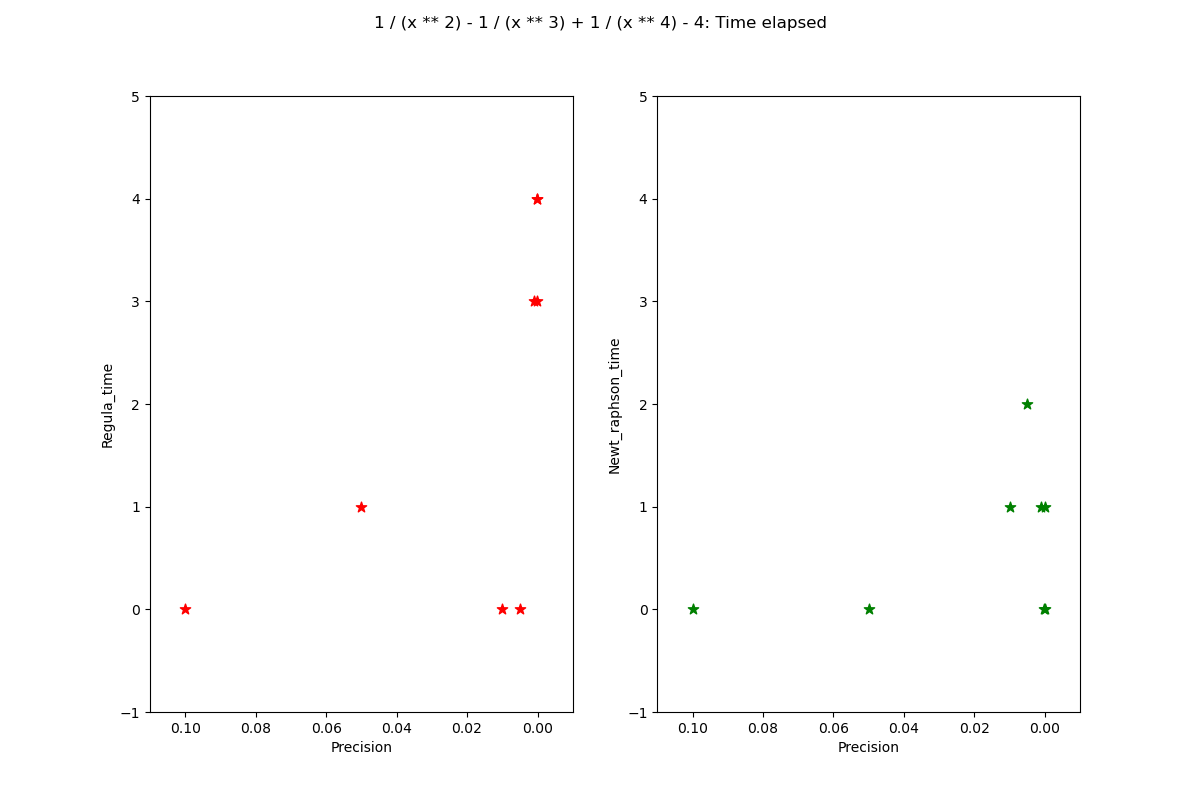 1 / (x ** 2) - 1 / (x ** 3) + 1 / (x ** 4) - 4: Time elapsed
5
4
3
2
1
0
−1
Regula_time
0.10 0.08 0.06 0.04 0.02 0.00
Precision
5
4
3
2
1
0
−1
Newt_raphson_time
0.10 0.08 0.06 0.04 0.02 0.00
Precision